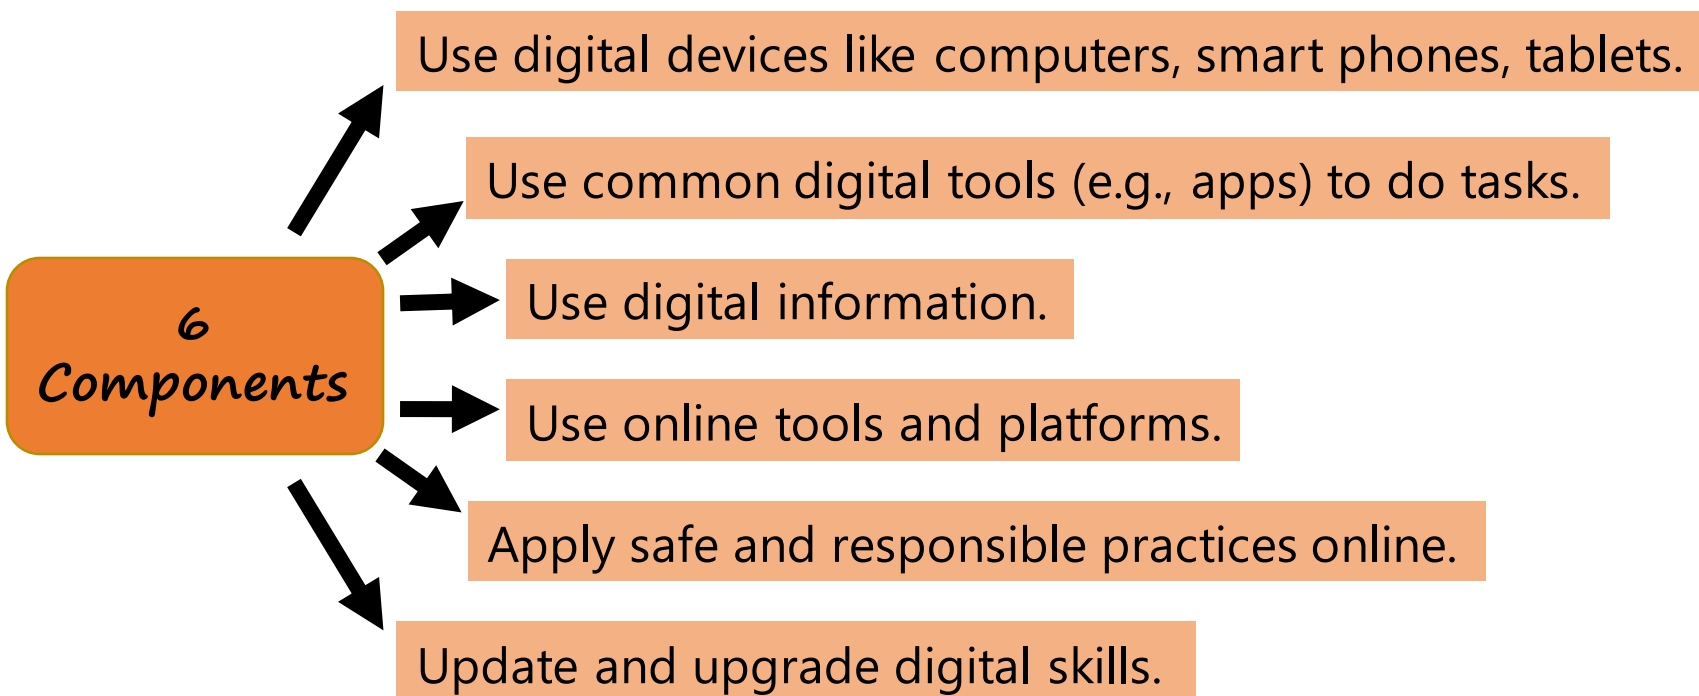 Use digital devices like computers, smart phones, tablets.
Use common digital tools (e.g., apps) to do tasks.
Use digital information.
6
Components
Use online tools and platforms.
Apply safe and responsible practices online.
Update and upgrade digital skills.